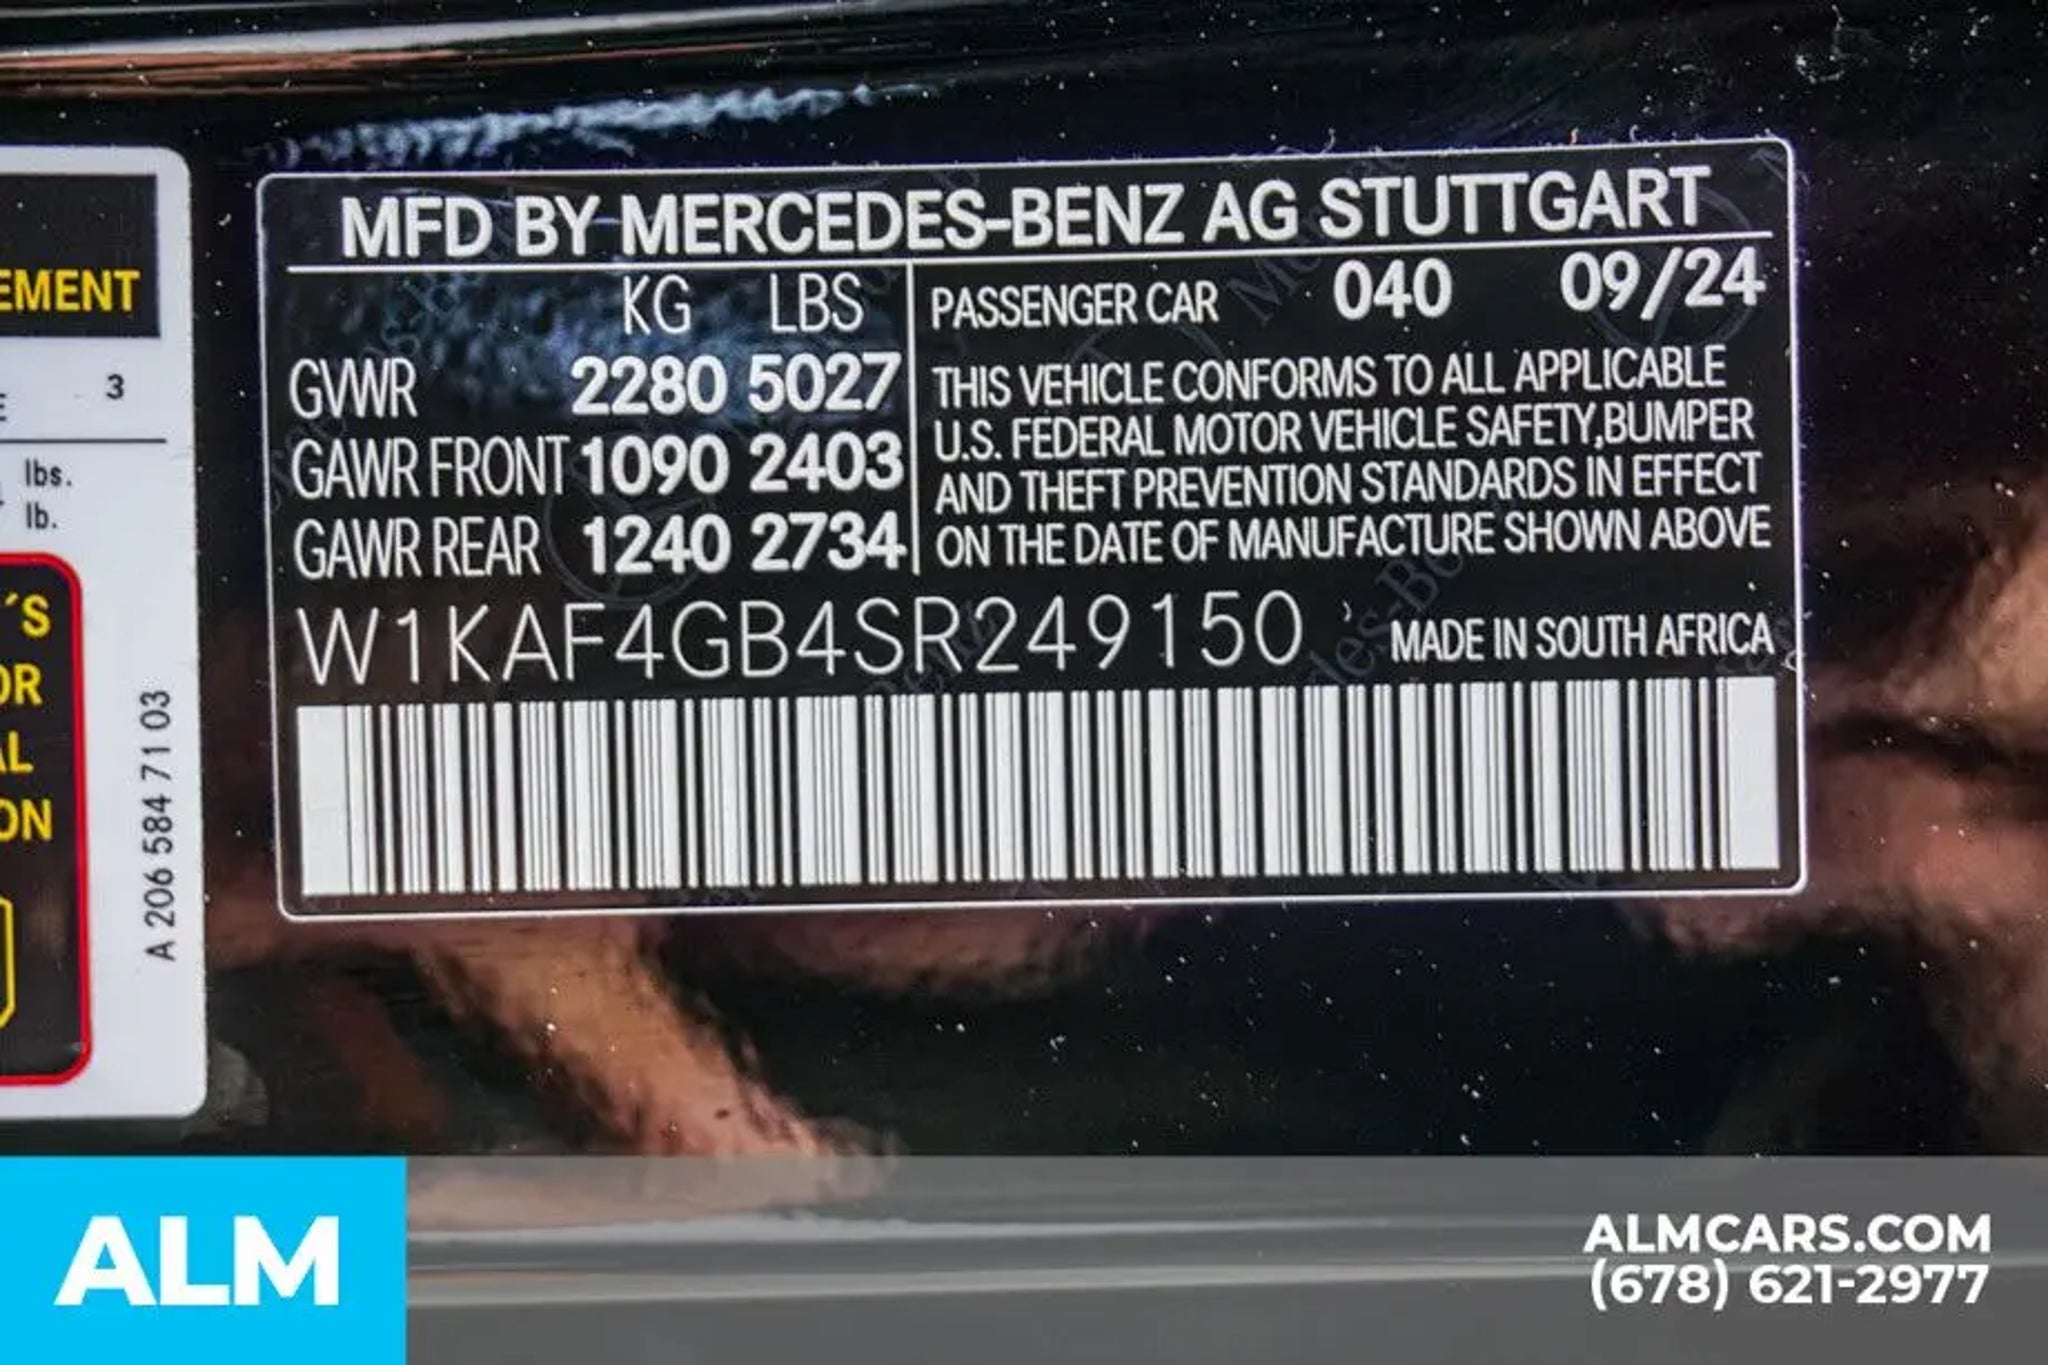 EMENT
3
lbs.
lb.
´S
OR
AL
ON
A 206 584 71 03
MFD BY MERCEDES-BENZ AG STUTTGART
KG LBS
GVWR 2280 5027
GAWR FRONT 1090 2403
GAWR REAR 1240 2734
PASSENGER CAR 040 09/24
THIS VEHICLE CONFORMS TO ALL APPLICABLE
U.S. FEDERAL MOTOR VEHICLE SAFETY,BUMPER
AND THEFT PREVENTION STANDARDS IN EFFECT
ON THE DATE OF MANUFACTURE SHOWN ABOVE
W1KAF4GB4SR249150 MADE IN SOUTH AFRICA
ALM
ALMCARS.COM
(678) 621-2977